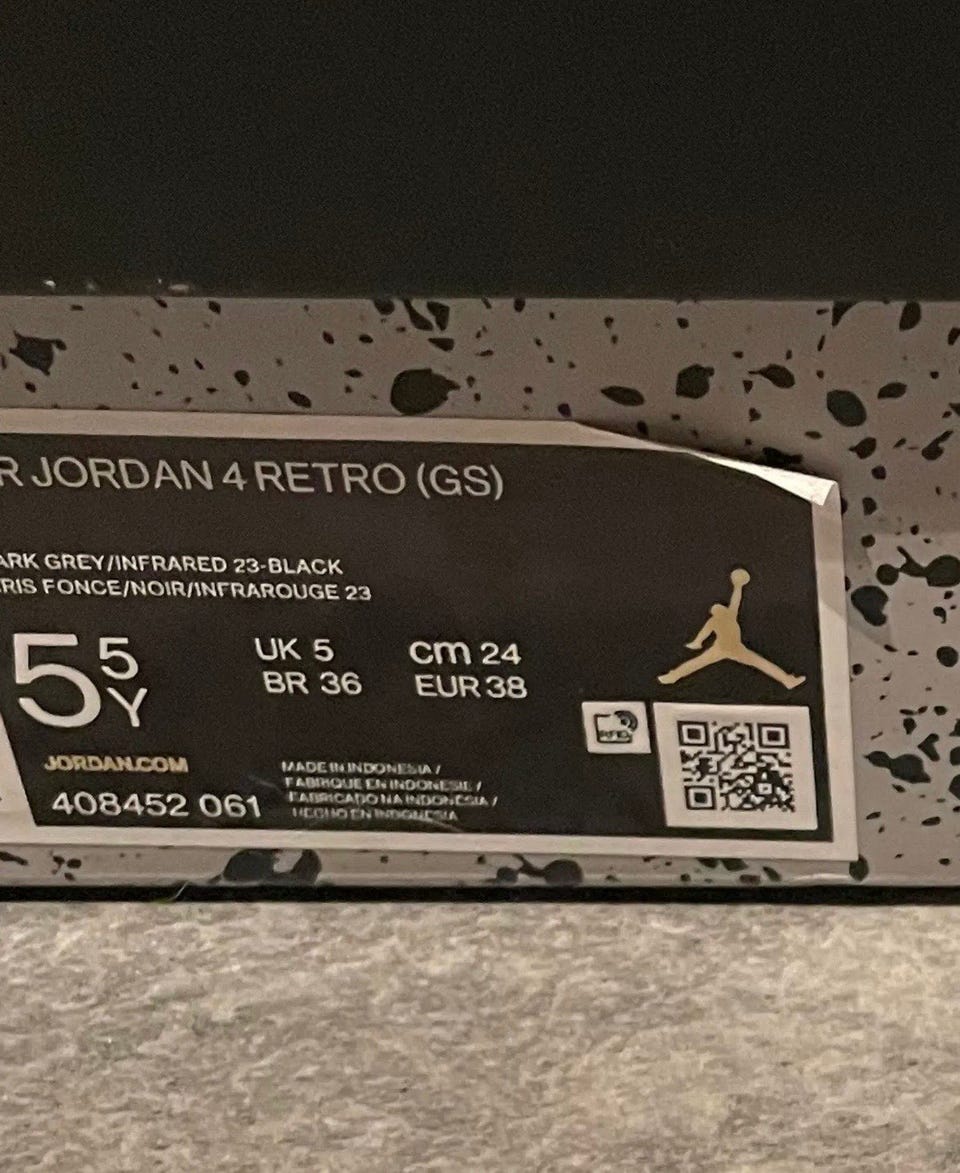 R JORDAN 4 RETRO (GS)
ARK GREY/INFRARED 23-BLACK
RIS FONCE/NOIR/INFRAROUGE 23
5 5 Y
UK 5
cm 24
BR 36
EUR 38
RFID
JORDAN.COM
408452 061
MADE IN INDONESIA /
FABRIQUE EN INDONESIE /
FABRICADO NA INDONESIA /
HECHO EN INDONESIA